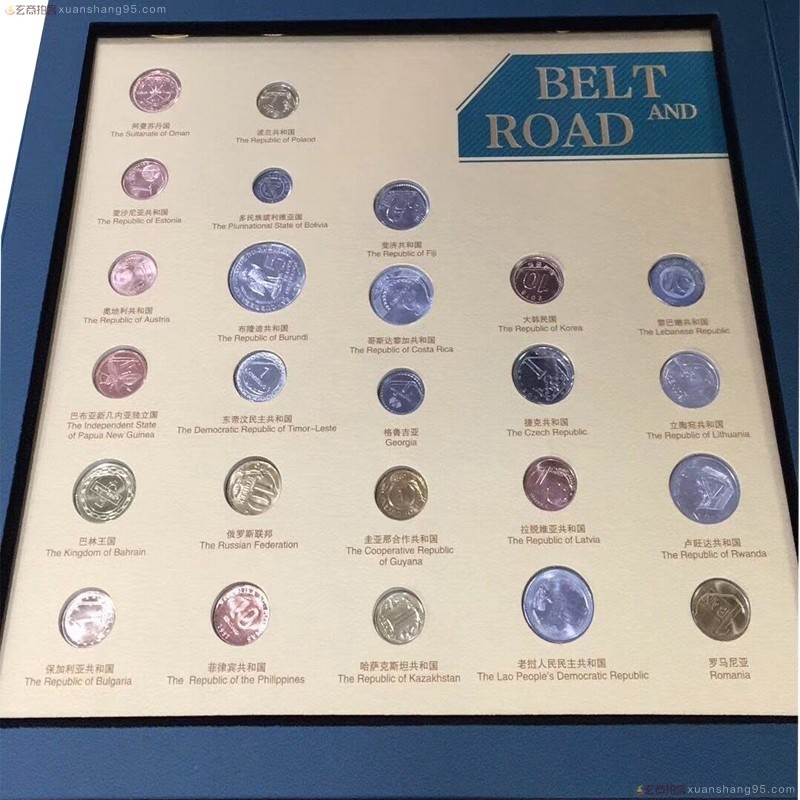 玄商拍卖 xuanshang95.com
BELT
AND
ROAD
阿曼苏丹国
The Sultanate of Oman
波兰共和国
The Republic of Poland
爱沙尼亚共和国
The Republic of Estonia
多民族玻利维亚国
The Plurinational State of Bolivia
斐济共和国
The Republic of Fiji
奥地利共和国
The Republic of Austria
布隆迪共和国
The Republic of Burundi
哥斯达黎加共和国
The Republic of Costa Rica
大韩民国
The Republic of Korea
黎巴嫩共和国
The Lebanese Republic
巴布亚新几内亚独立国
The Independent State
of Papua New Guinea
东帝汶民主共和国
The Democratic Republic of Timor-Leste
格鲁吉亚
Georgia
捷克共和国
The Czech Republic
立陶宛共和国
The Republic of Lithuania
巴林王国
The Kingdom of Bahrain
俄罗斯联邦
The Russian Federation
圭亚那合作共和国
The Cooperative Republic
of Guyana
拉脱维亚共和国
The Republic of Latvia
卢旺达共和国
The Republic of Rwanda
保加利亚共和国
The Republic of Bulgaria
菲律宾共和国
The Republic of the Philippines
哈萨克斯坦共和国
The Republic of Kazakhstan
老挝人民民主共和国
The Lao People's Democratic Republic
罗马尼亚
Romania
玄商拍卖 xuanshang95.com